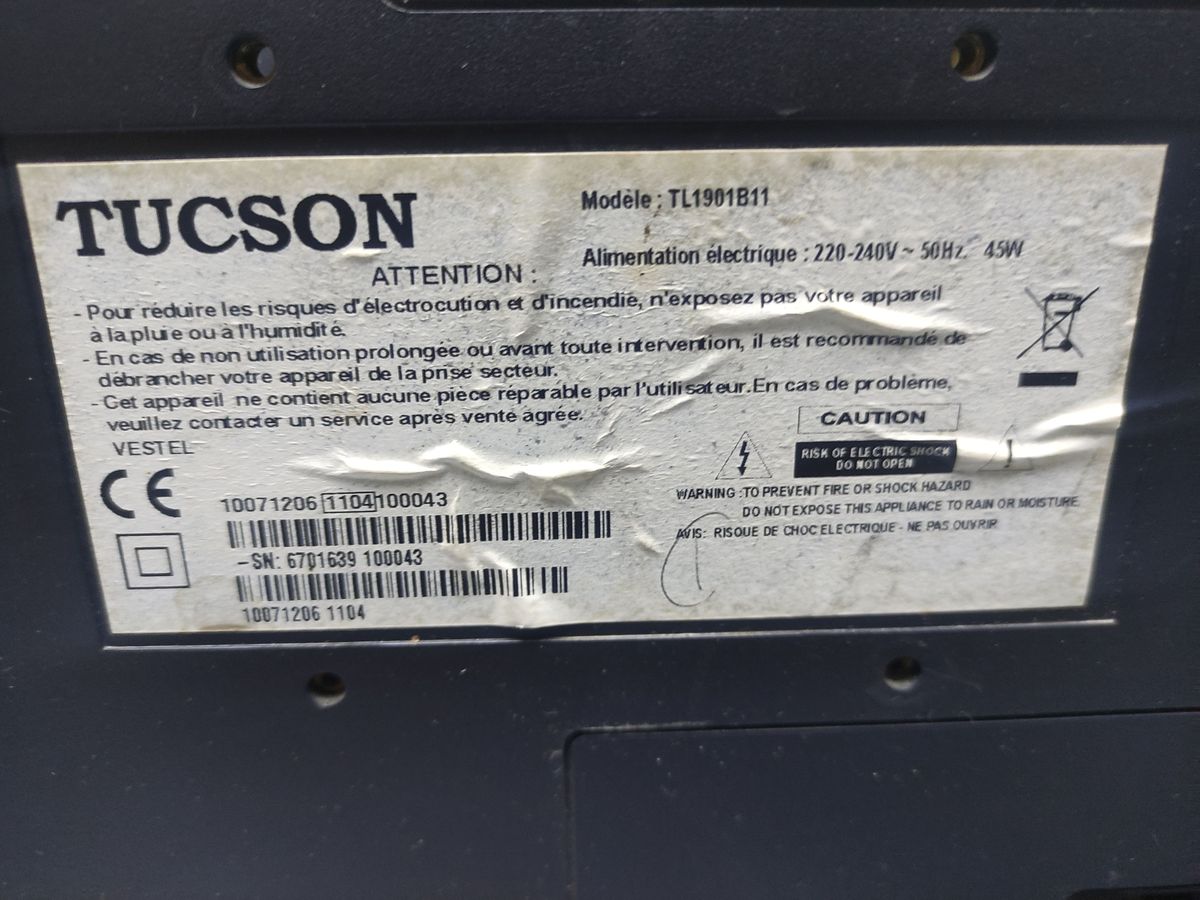 TUCSON
Modèle : TL1901B11
Alimentation électrique : 220-240V ~ 50Hz. 45W
ATTENTION :
- Pour réduire les risques d'électrocution et d'incendie, n'exposez pas votre appareil
à la pluie ou à l'humidité.
- En cas de non utilisation prolongée ou avant toute intervention, il est recommandé de
débrancher votre appareil de la prise secteur.
- Cet appareil ne contient aucune pièce réparable par l'utilisateur. En cas de problème,
veuillez contacter un service après vente agrée.
VESTEL
CAUTION
RISK OF ELECTRIC SHOCK
DO NOT OPEN
WARNING : TO PREVENT FIRE OR SHOCK HAZARD
DO NOT EXPOSE THIS APPLIANCE TO RAIN OR MOISTURE
AVIS: RISQUE DE CHOC ELECTRIQUE - NE PAS OUVRIR
CE
10071206 1104 100043
-SN: 6701639 100043
10071206 1104